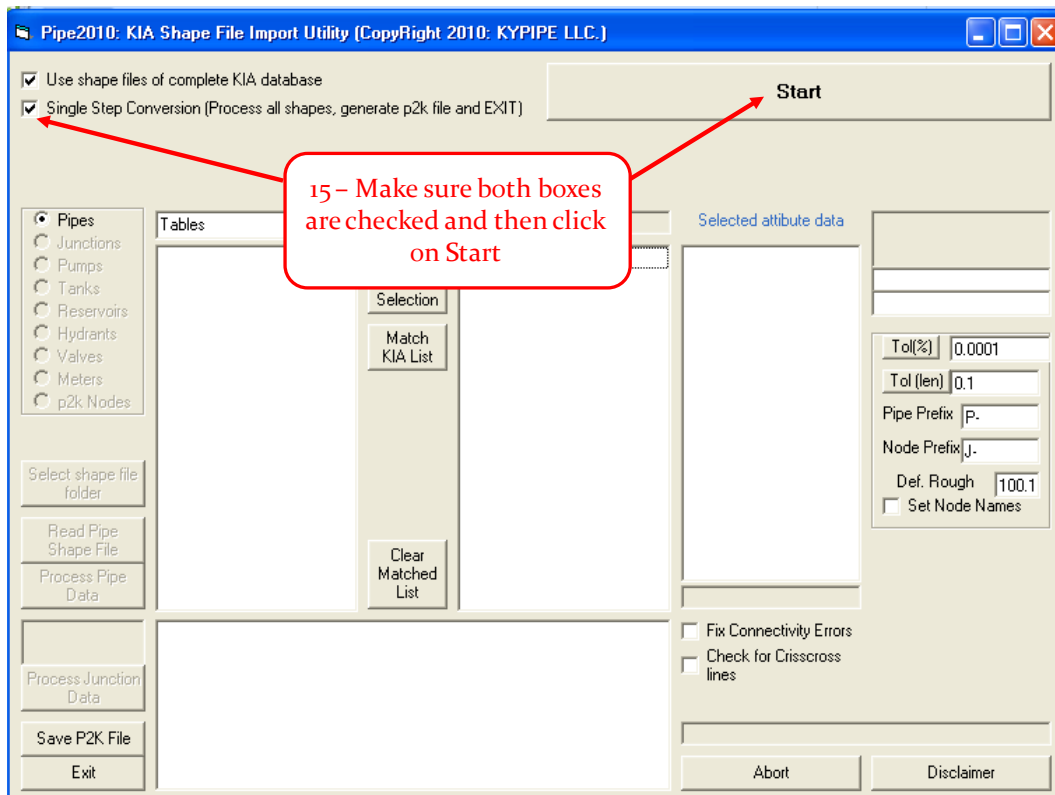 Pipe2010: KIA Shape File Import Utility (CopyRight 2010: KYPIPE LLC.)
Use shape files of complete KIA database
Single Step Conversion (Process all shapes, generate p2k file and EXIT)
Start
15 – Make sure both boxes
are checked and then click
on Start
Pipes
Junctions
Pumps
Tanks
Reservoirs
Hydrants
Valves
Meters
p2k Nodes
Tables
Selection
Match
KIA List
Clear
Matched
List
Selected attibute data
Tol(%) 0.0001
Tol (len) 0.1
Pipe Prefix P-
Node Prefix J-
Def. Rough 100.1
Set Node Names
Select shape file
folder
Read Pipe
Shape File
Process Pipe
Data
Process Junction
Data
Save P2K File
Exit
Fix Connectivity Errors
Check for Crisscross
lines
Abort
Disclaimer